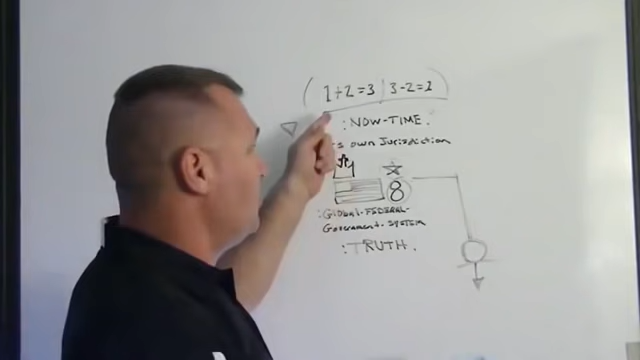 (1+2=3 | 3-2=1)
:NOW-TIME.
s own Jurisdiction
8
:Global-FEDERAL-
Government-SYSTEM
:TRUTH.